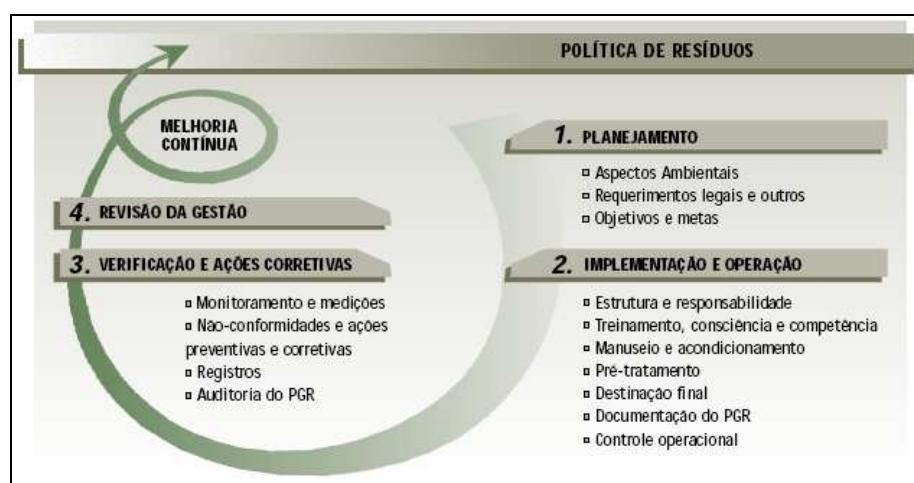 POLÍTICA DE RESÍDUOS
MELHORIA
CONTÍNUA
1. PLANEJAMENTO
▫ Aspectos Ambientais
▫ Requerimentos legais e outros
▫ Objetivos e metas
2. IMPLEMENTAÇÃO E OPERAÇÃO
▫ Estrutura e responsabilidade
▫ Treinamento, consciência e competência
▫ Manuseio e acondicionamento
▫ Pré-tratamento
▫ Destinação final
▫ Documentação do PGR
▫ Controle operacional
3. VERIFICAÇÃO E AÇÕES CORRETIVAS
▫ Monitoramento e medições
▫ Não-conformidades e ações
preventivas e corretivas
▫ Registros
▫ Auditoria do PGR
4. REVISÃO DA GESTÃO